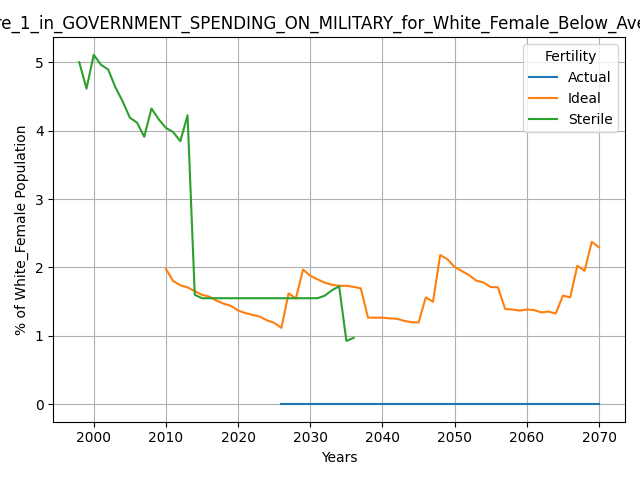 re_1_in_GOVERNMENT_SPENDING_ON_MILITARY_for_White_Female_Below_Ave
Fertility
Actual
Ideal
Sterile
% of White_Female Population
5
4
3
2
1
0
2000 2010 2020 2030 2040 2050 2060 2070
Years